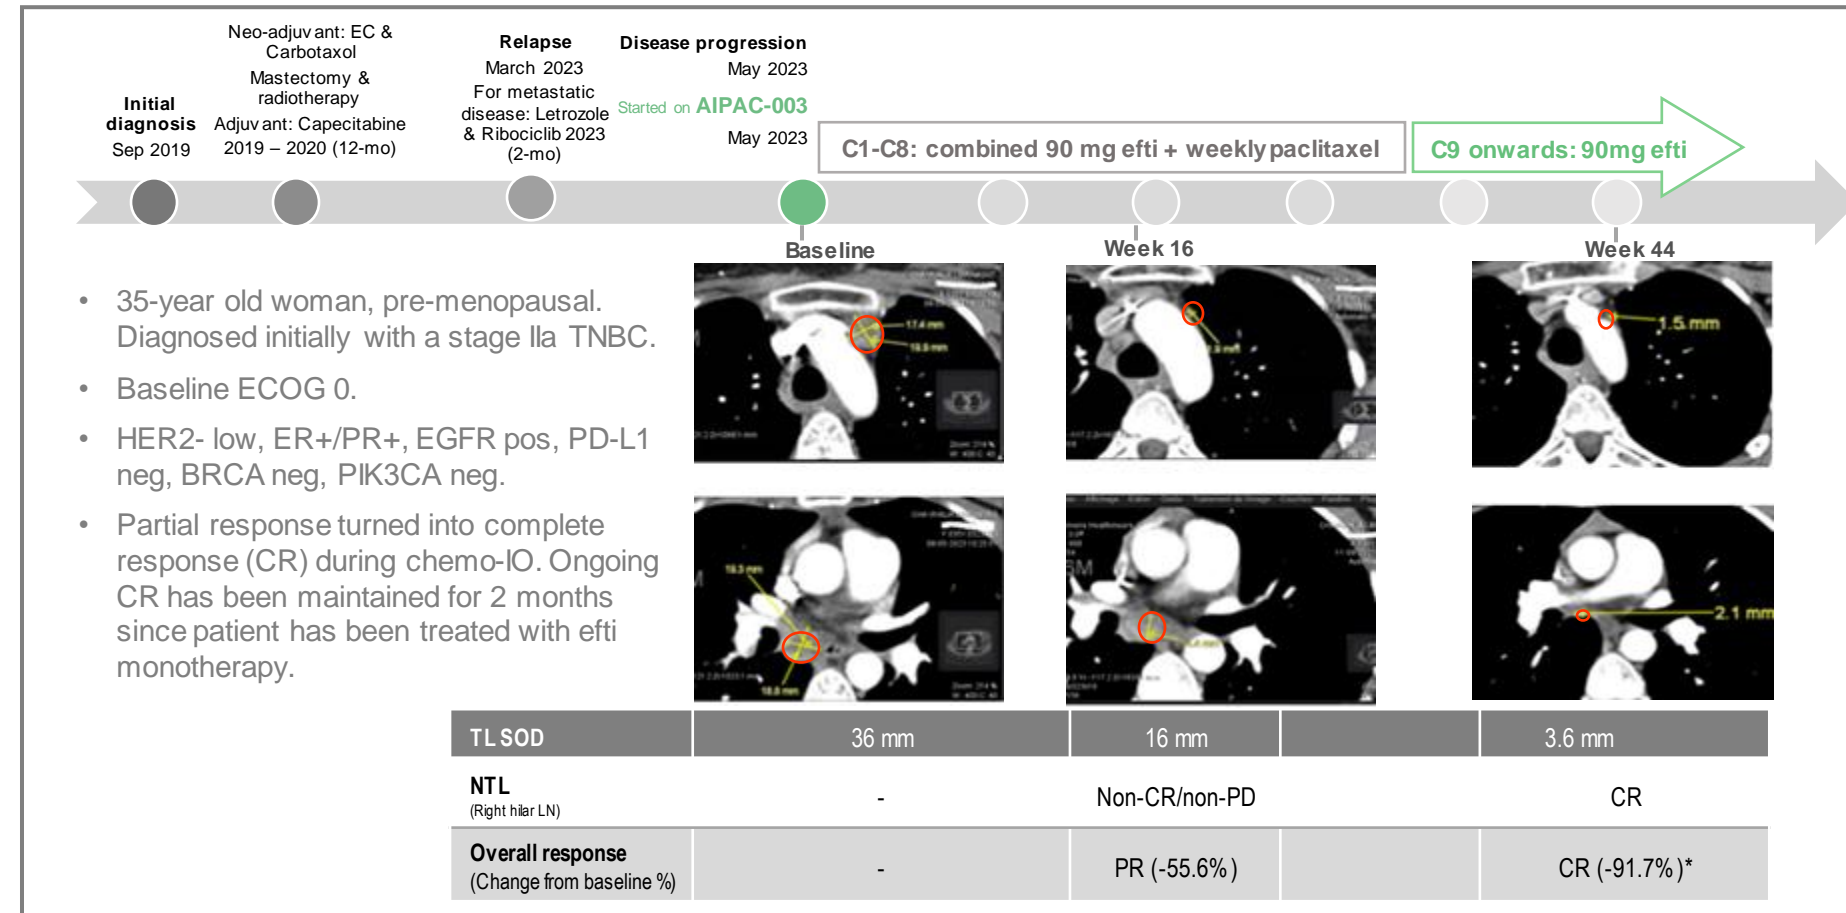 Initial
diagnosis
Sep 2019
Neo-adjuvant: EC &
Carbotaxol
Mastectomy &
radiotherapy
Adjuvant: Capecitabine
2019 – 2020 (12-mo)
Relapse
March 2023
For metastatic
disease: Letrozole
& Ribociclib 2023
(2-mo)
Disease progression
May 2023
Started on AIPAC-003
May 2023
C1-C8: combined 90 mg efti + weekly paclitaxel
C9 onwards: 90mg efti
Baseline
Week 16
Week 44
• 35-year old woman, pre-menopausal.
Diagnosed initially with a stage IIa TNBC.
• Baseline ECOG 0.
• HER2- low, ER+/PR+, EGFR pos, PD-L1
neg, BRCA neg, PIK3CA neg.
• Partial response turned into complete
response (CR) during chemo-IO. Ongoing
CR has been maintained for 2 months
since patient has been treated with efti
monotherapy.
17.4 mm
1.5 mm
18.3 mm
18.8 mm
2.1 mm
TL SOD 36 mm 16 mm 3.6 mm
NTL
(Right hilar LN)
- Non-CR/non-PD CR
Overall response
(Change from baseline %)
- PR (-55.6%) CR (-91.7%)*